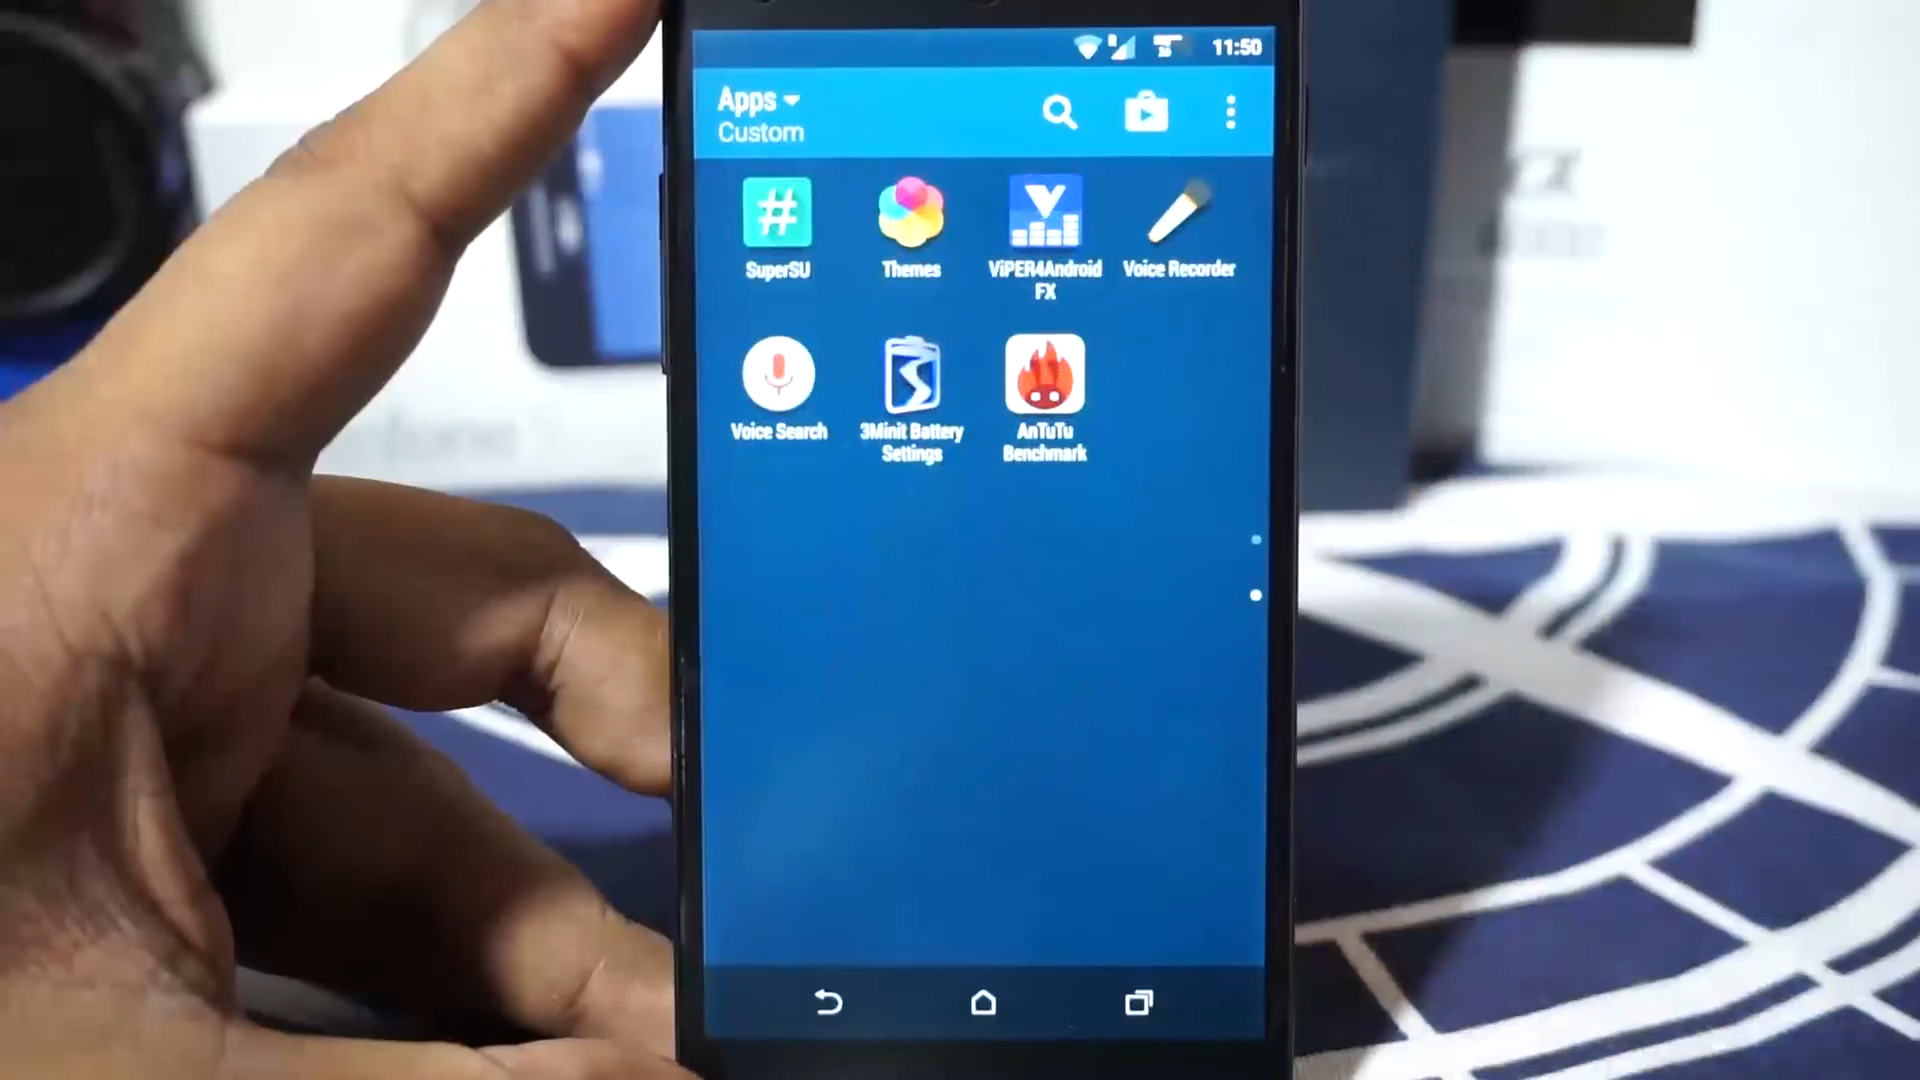 11:50
Apps
Custom
SuperSU
Themes
ViPER4Android
FX
Voice Recorder
Voice Search
3Minit Battery
Settings
AnTuTu
Benchmark